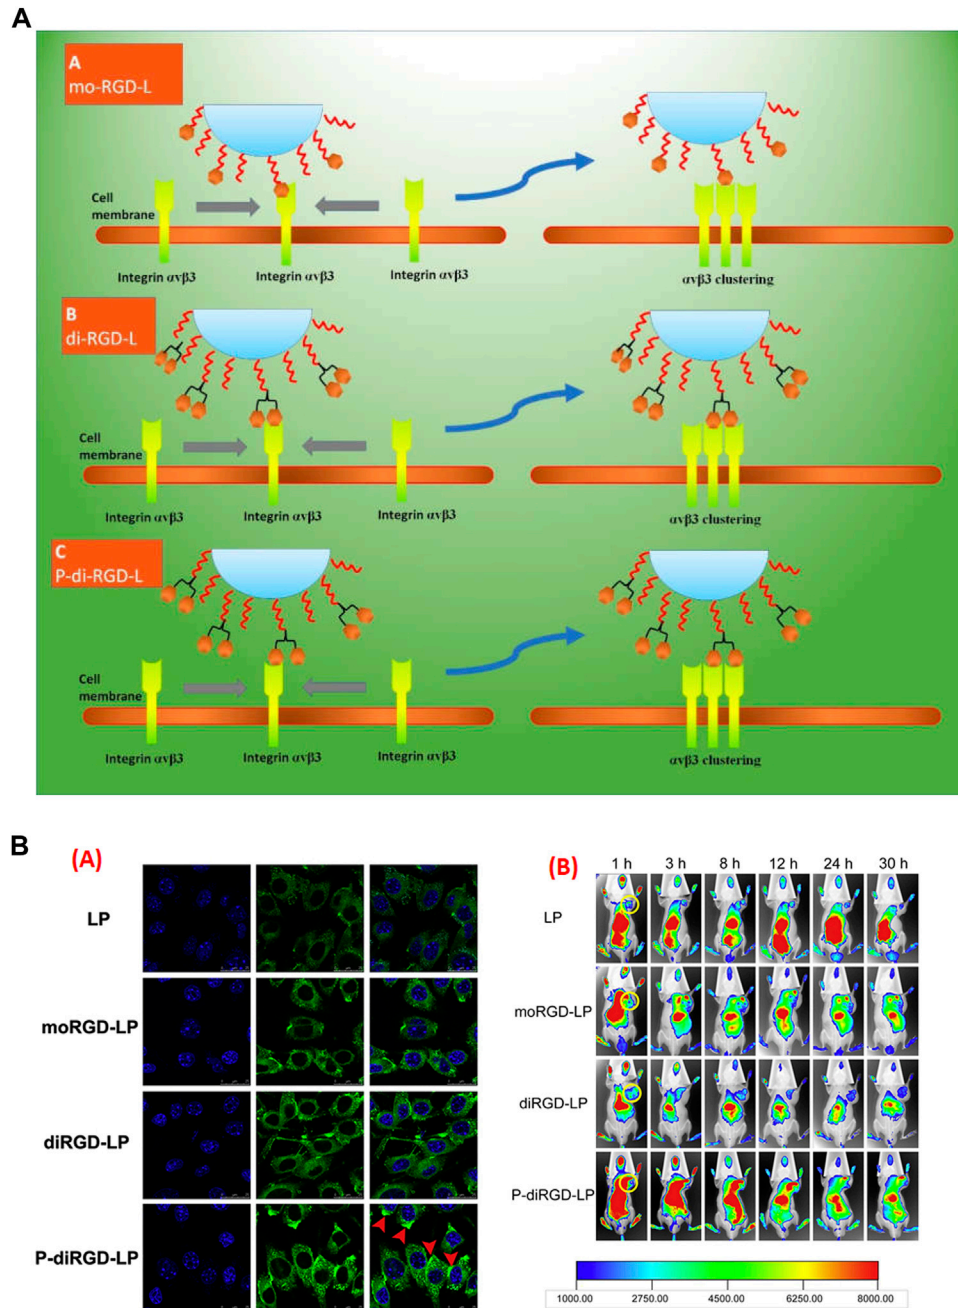 A
A
mo-RGD-L
Cell
membrane
Integrin αvβ3
Integrin αvβ3
Integrin αvβ3
αvβ3 clustering
B
di-RGD-L
Cell
membrane
Integrin αvβ3
Integrin αvβ3
Integrin αvβ3
αvβ3 clustering
C
P-di-RGD-L
Cell
membrane
Integrin αvβ3
Integrin αvβ3
Integrin αvβ3
αvβ3 clustering
B
(A)
LP
moRGD-LP
diRGD-LP
P-diRGD-LP
(B)
1 h 3 h 8 h 12 h 24 h 30 h
LP
moRGD-LP
diRGD-LP
P-diRGD-LP
1000.00 2750.00 4500.00 6250.00 8000.00